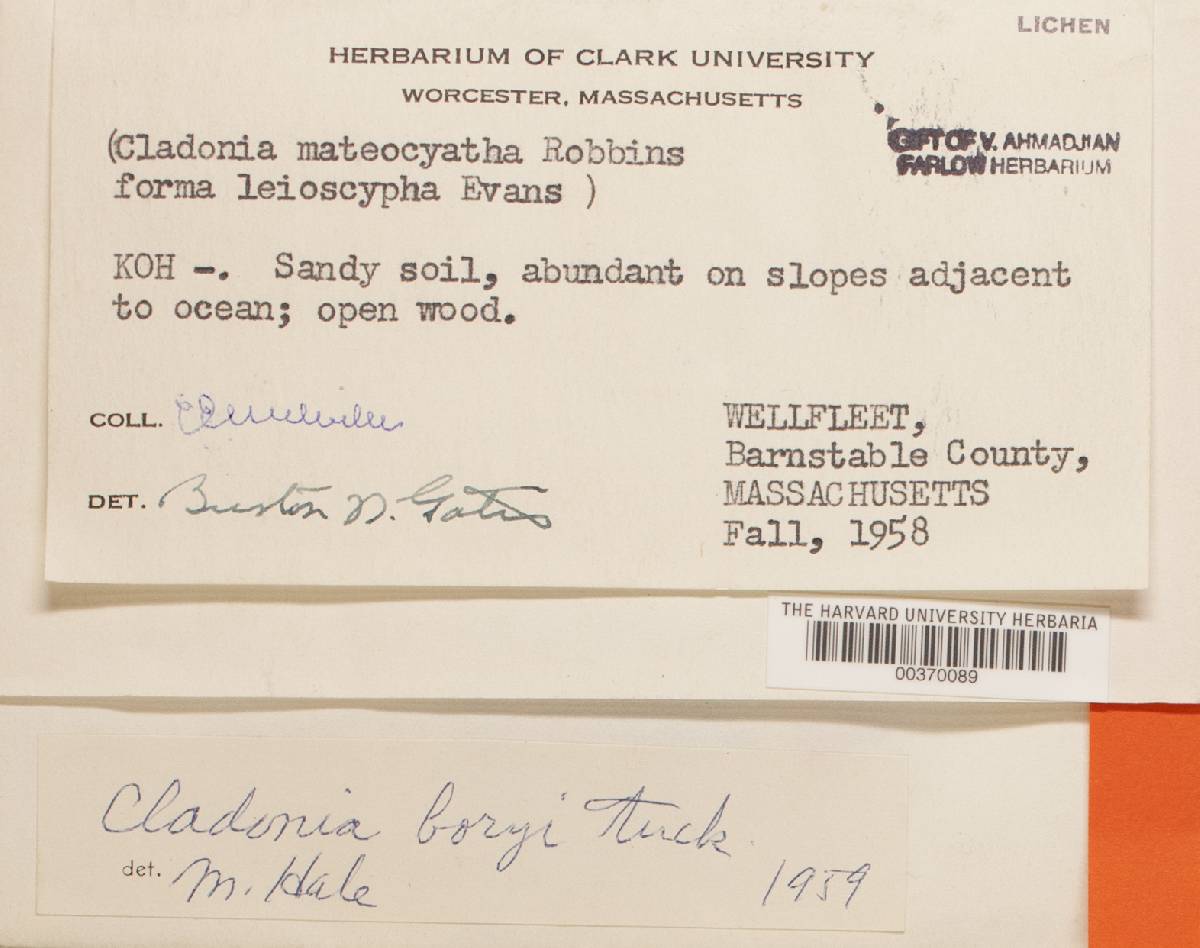 LICHEN
HERBARIUM OF CLARK UNIVERSITY
WORCESTER, MASSACHUSETTS
GIFT OF V. AHMADJIAN
FARLOW HERBARIUM
(Cladonia mateocyatha Robbins
forma leioscypha Evans )
KOH -. Sandy soil, abundant on slopes adjacent
to ocean; open wood.
COLL.
DET. Burton N. Gates
WELLFLEET,
Barnstable County,
MASSACHUSETTS
Fall, 1958
THE HARVARD UNIVERSITY HERBARIA
00370089
Cladonia boryi Tuck.
det. M. Hale 1959